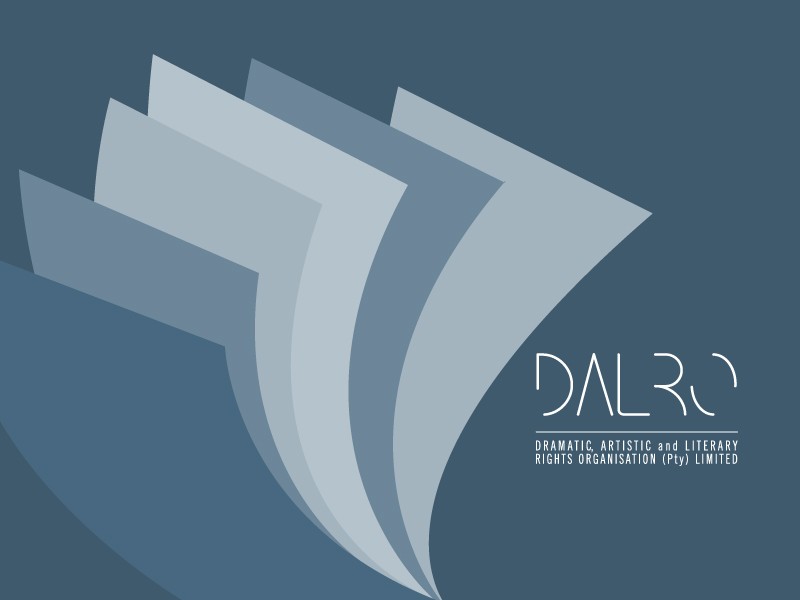 DALRO
DRAMATIC, ARTISTIC and LITERARY
RIGHTS ORGANISATION (Pty) LIMITED